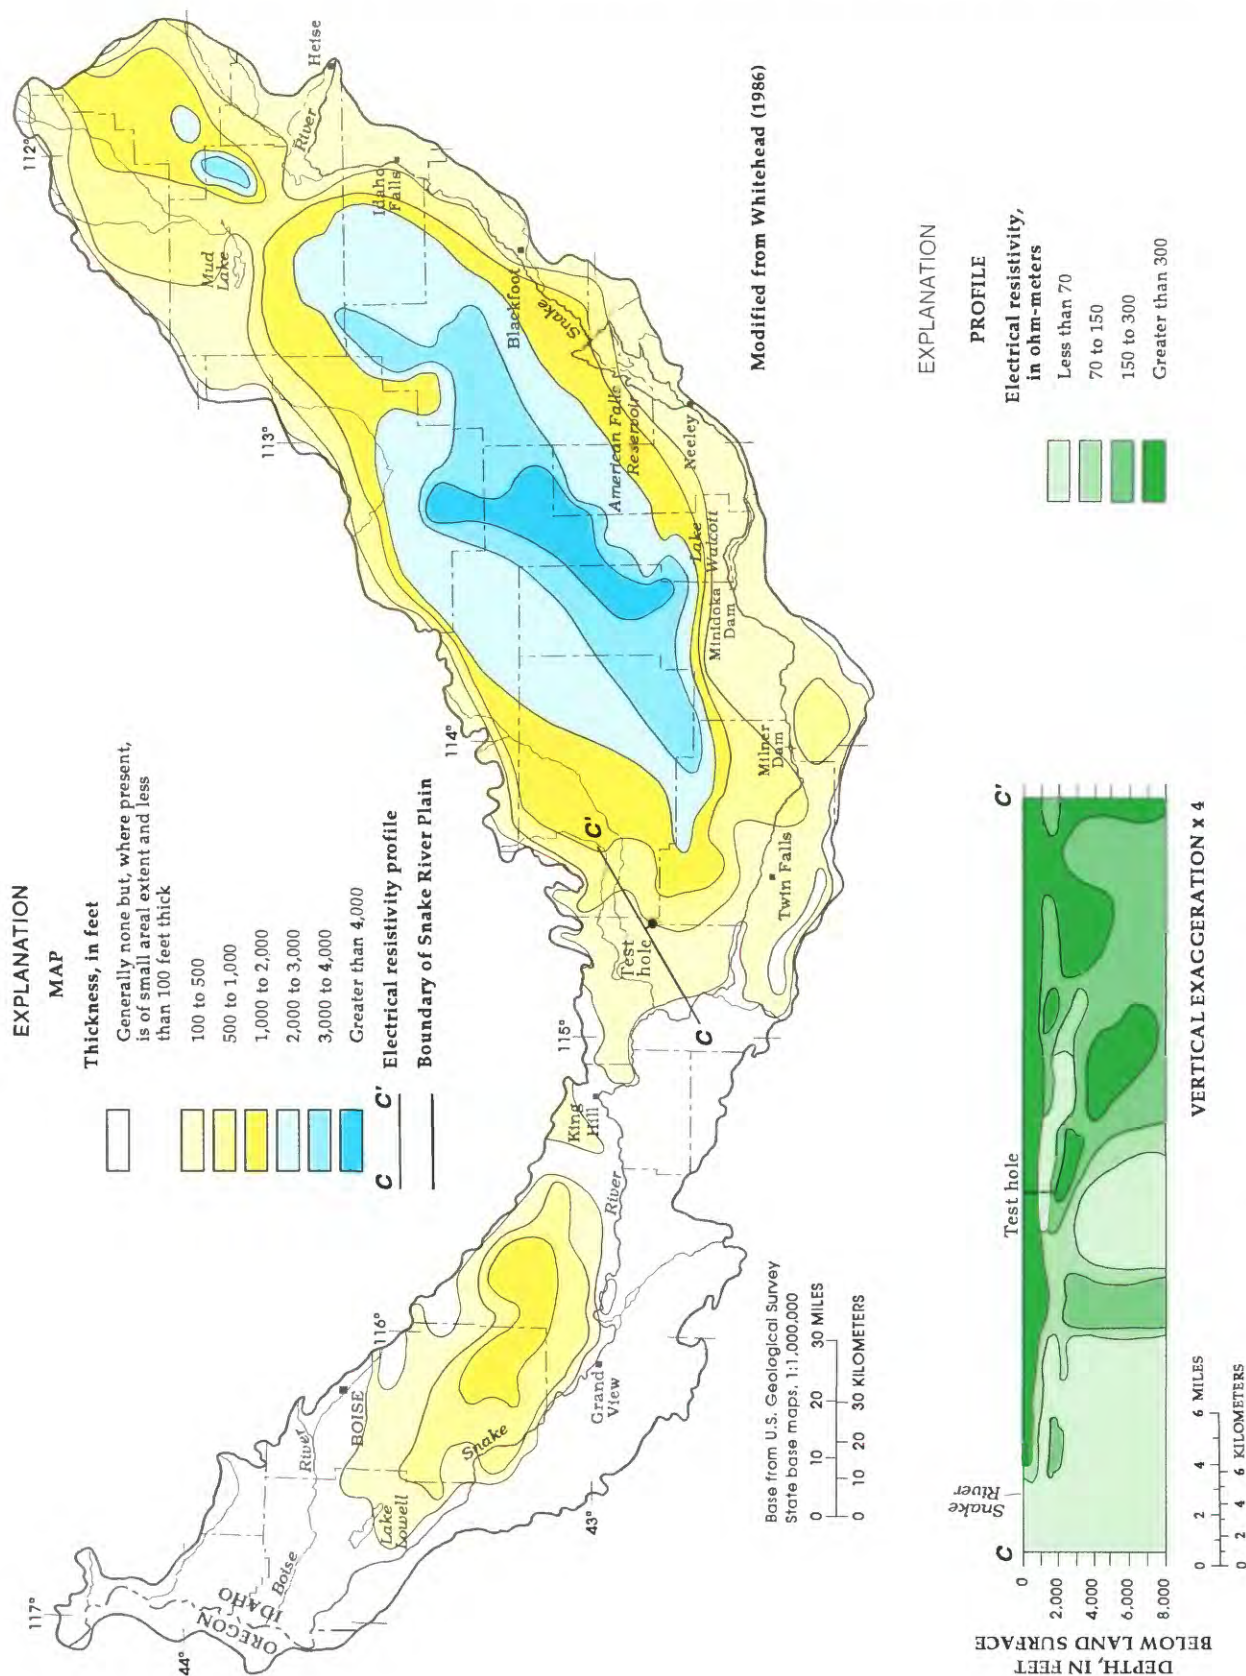 EXPLANATION
MAP
Thickness, in feet
Generally none but, where present,
is of small areal extent and less
than 100 feet thick
100 to 500
500 to 1,000
1,000 to 2,000
2,000 to 3,000
3,000 to 4,000
Greater than 4,000
C C' Electrical resistivity profile
Boundary of Snake River Plain
117°
116°
115°
114°
113°
112°
44°
43°
OREGON
IDAHO
Boise
River
BOISE
Lake
Lowell
Snake
Grand
View
River
King
Hill
C
C'
Test
hole
Twin Falls
Milner
Dam
Minidoka
Dam
Lake
Walcott
Neeley
American Falls
Reservoir
Snake
Blackfoot
Idaho
Falls
River
Heise
Mud
Lake
Base from U.S. Geological Survey
State base maps, 1:1,000,000
0 10 20 30 MILES
0 10 20 30 KILOMETERS
Modified from Whitehead (1986)
EXPLANATION
PROFILE
Electrical resistivity,
in ohm-meters
Less than 70
70 to 150
150 to 300
Greater than 300
C
C'
Snake
River
Test hole
DEPTH, IN FEET
BELOW LAND SURFACE
0
2,000
4,000
6,000
8,000
0 2 4 6 MILES
0 2 4 6 KILOMETERS
VERTICAL EXAGGERATION x 4